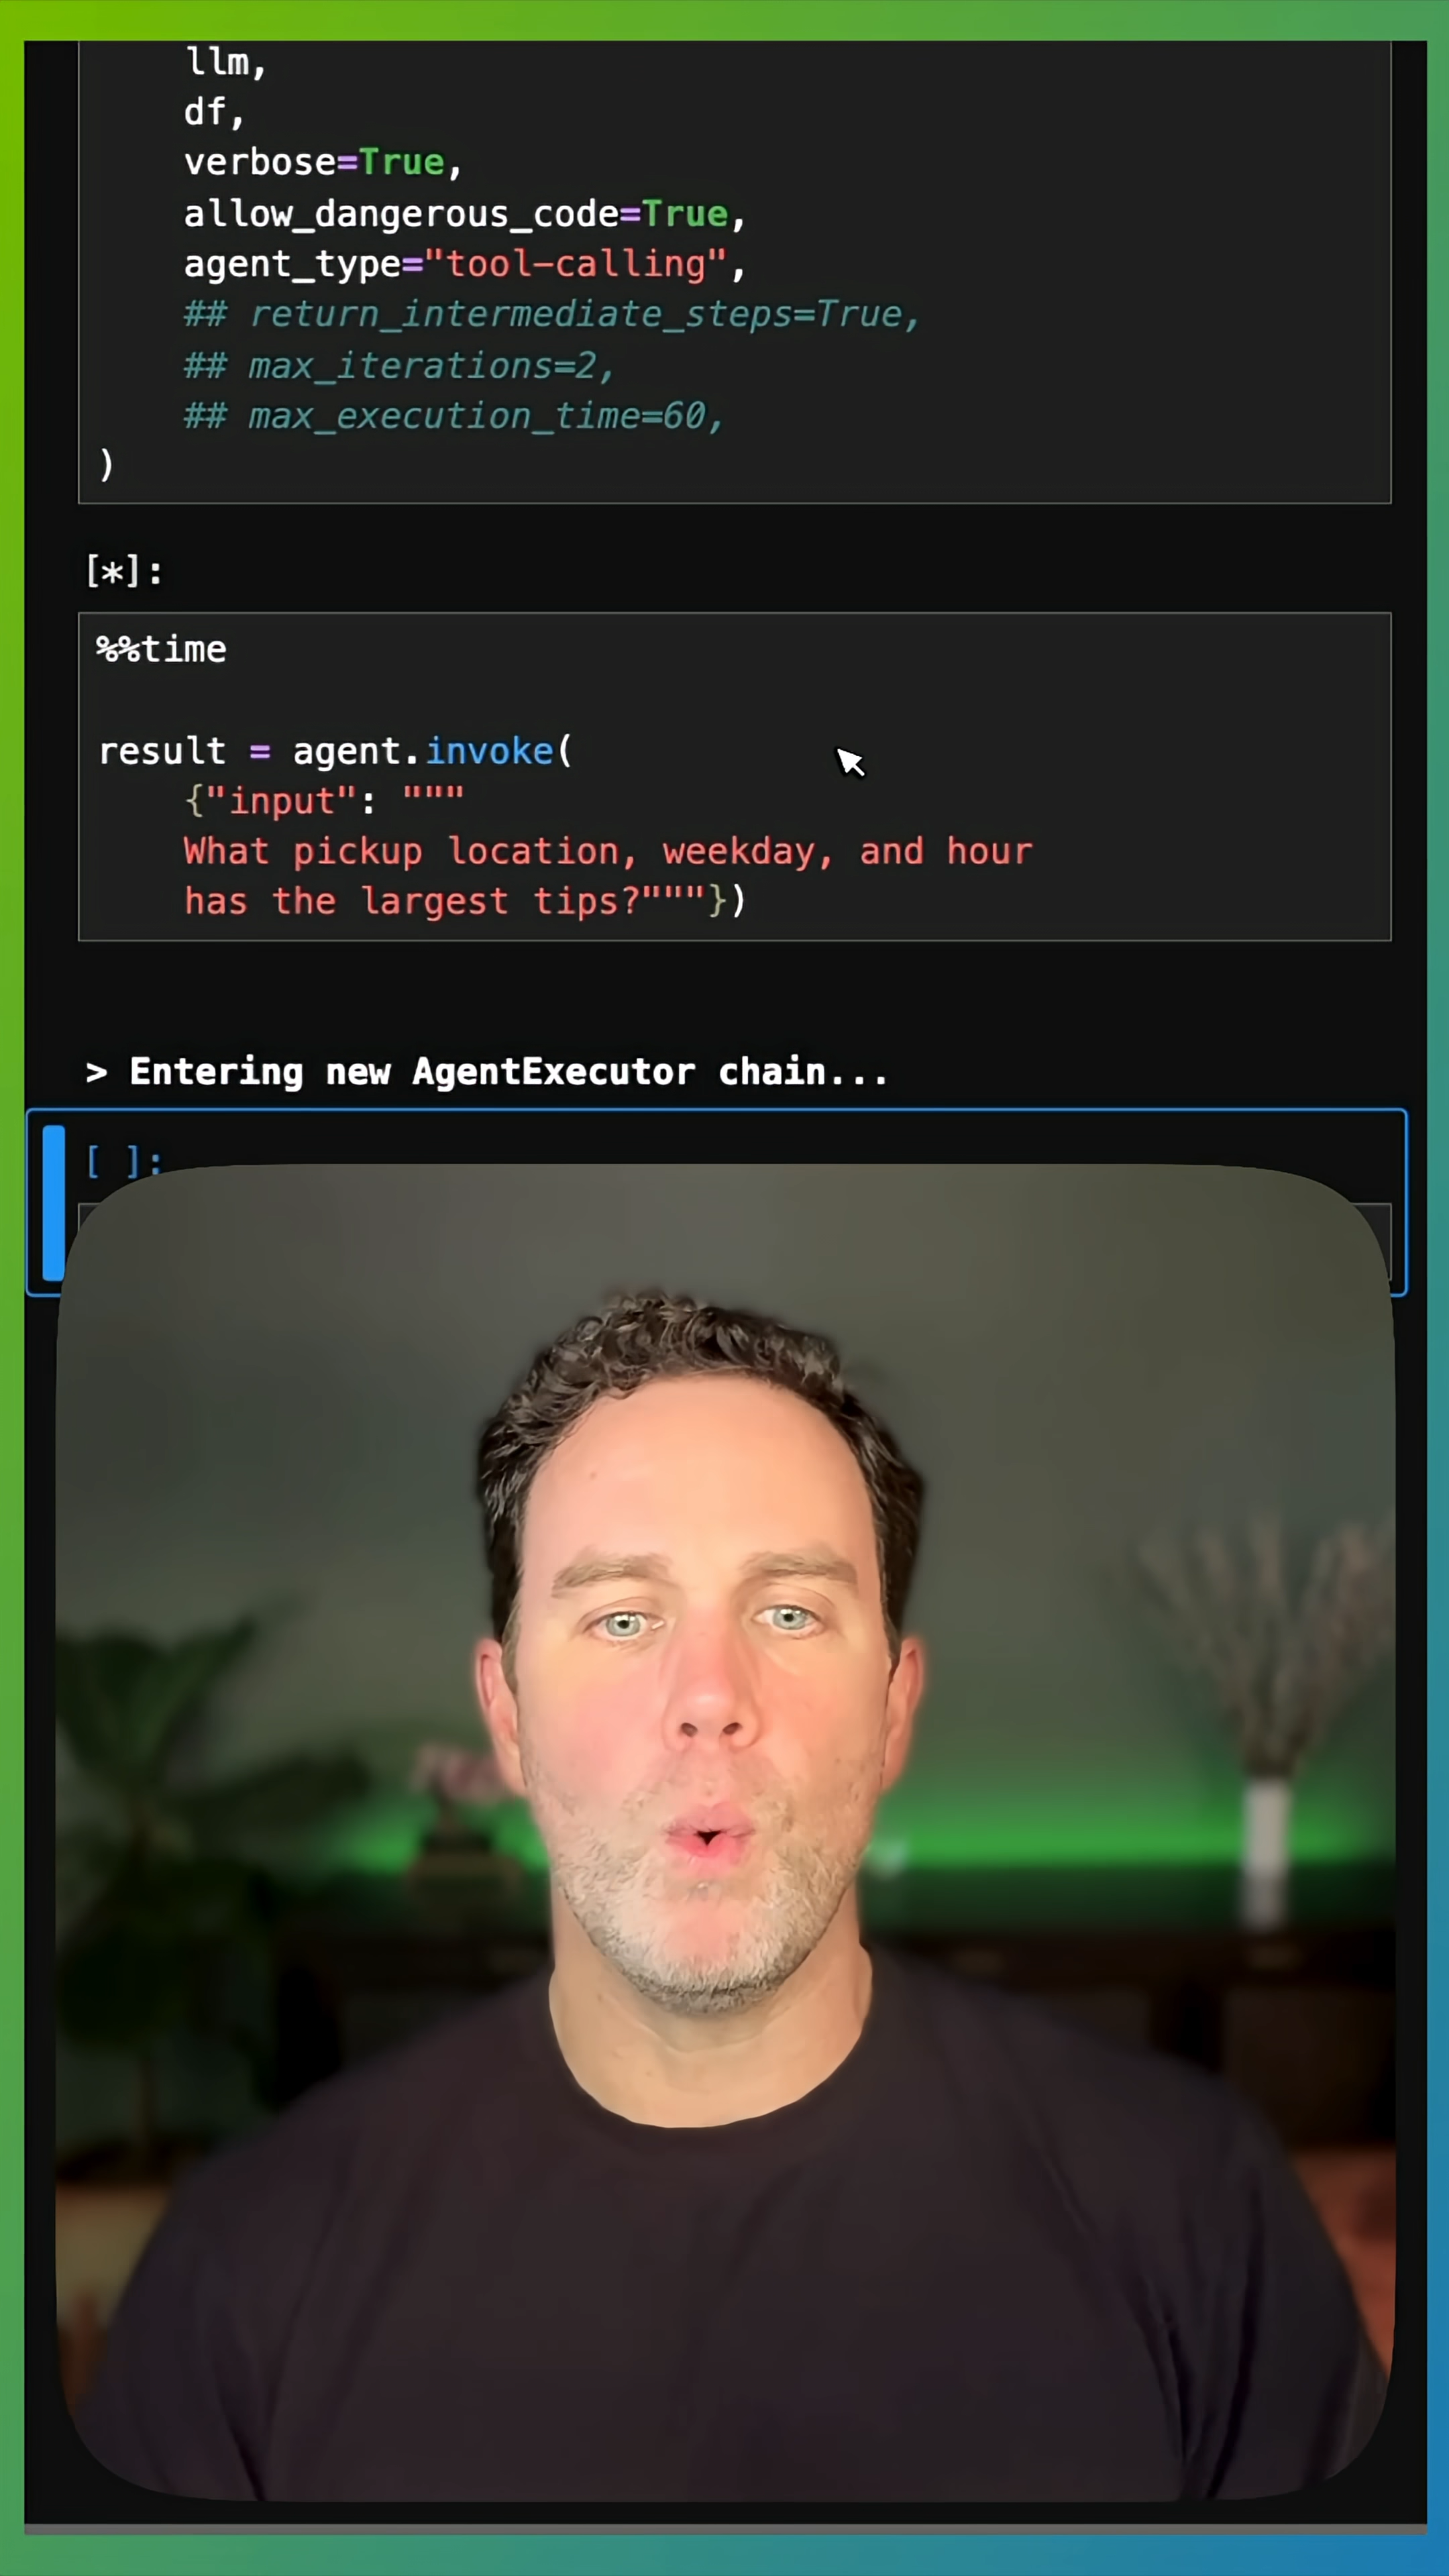 llm,
df,
verbose=True,
allow_dangerous_code=True,
agent_type="tool-calling",
## return_intermediate_steps=True,
## max_iterations=2,
## max_execution_time=60,
)
[*]:
%%time
result = agent.invoke(
{"input": """
What pickup location, weekday, and hour
has the largest tips?"""})
> Entering new AgentExecutor chain...
[ ]: